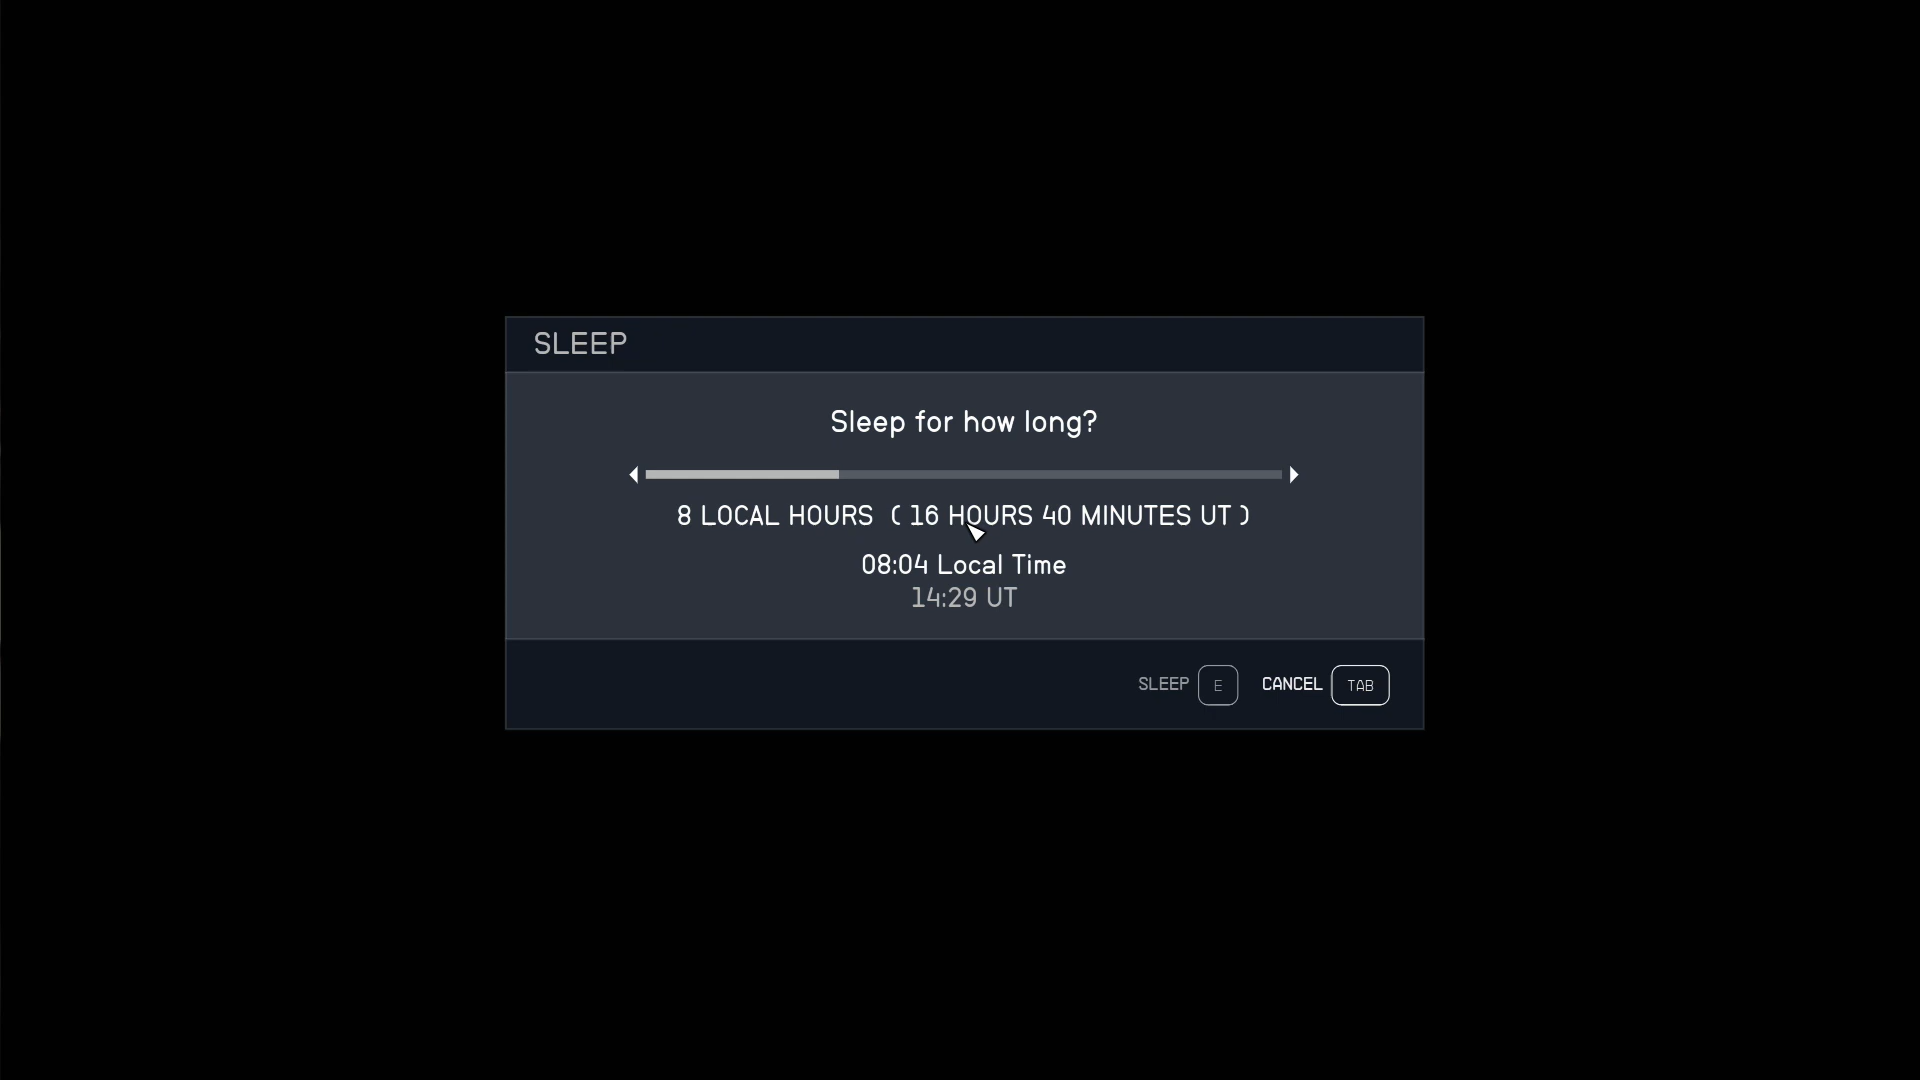 SLEEP
Sleep for how long?
8 LOCAL HOURS ( 16 HOURS 40 MINUTES UT )
08:04 Local Time
14:29 UT
SLEEP E CANCEL TAB